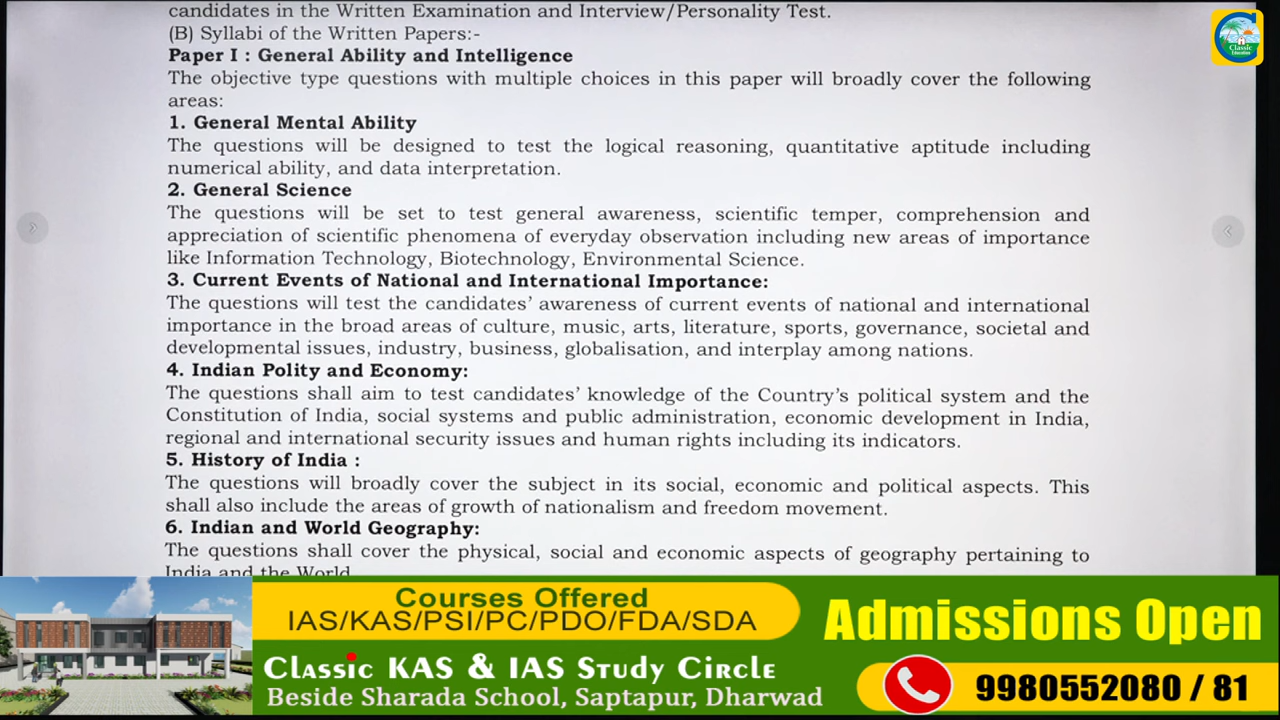 candidates in the Written Examination and Interview/Personality Test.
(B) Syllabi of the Written Papers:-
Paper I : General Ability and Intelligence
The objective type questions with multiple choices in this paper will broadly cover the following
areas:
1. General Mental Ability
The questions will be designed to test the logical reasoning, quantitative aptitude including
numerical ability, and data interpretation.
2. General Science
The questions will be set to test general awareness, scientific temper, comprehension and
appreciation of scientific phenomena of everyday observation including new areas of importance
like Information Technology, Biotechnology, Environmental Science.
3. Current Events of National and International Importance:
The questions will test the candidates’ awareness of current events of national and international
importance in the broad areas of culture, music, arts, literature, sports, governance, societal and
developmental issues, industry, business, globalisation, and interplay among nations.
4. Indian Polity and Economy:
The questions shall aim to test candidates’ knowledge of the Country’s political system and the
Constitution of India, social systems and public administration, economic development in India,
regional and international security issues and human rights including its indicators.
5. History of India :
The questions will broadly cover the subject in its social, economic and political aspects. This
shall also include the areas of growth of nationalism and freedom movement.
6. Indian and World Geography:
The questions shall cover the physical, social and economic aspects of geography pertaining to
India and the World
Classic
Education
Courses Offered
IAS/KAS/PSI/PC/PDO/FDA/SDA
Classic KAS & IAS Study Circle
Beside Sharada School, Saptapur, Dharwad
Admissions Open
9980552080 / 81